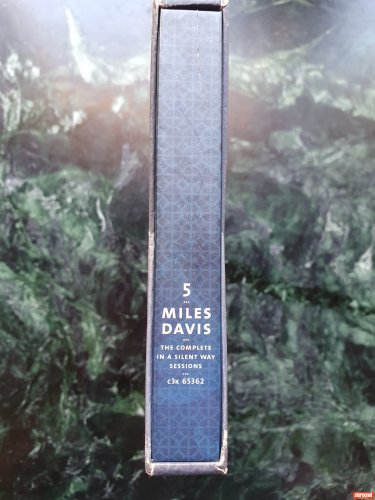 5
MILES
DAVIS
THE COMPLETE
IN A SILENT WAY
SESSIONS
C3K 65362